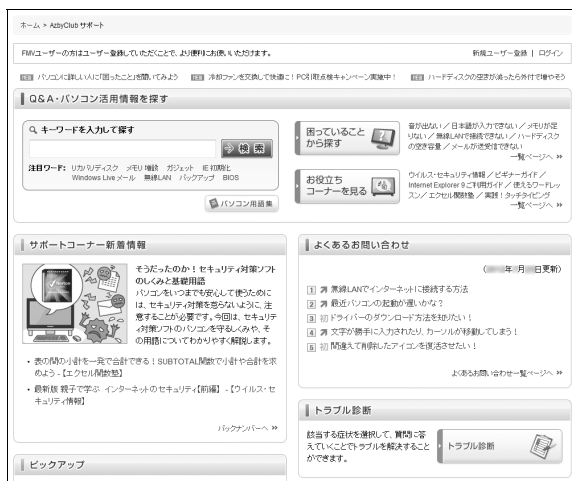 ホーム > AzbyClub サポート
FMVユーザーの方はユーザー登録していただくことで、より便利にお使いいただけます。
新規ユーザー登録 | ログイン
パソコンに詳しい人に「困ったこと」を聞いてみよう
冷却ファンを交換して快適に！PC引取点検キャンペーン実施中！
ハードディスクの空きが減ったら外付で増やそう
Q&A・パソコン活用情報を探す
キーワードを入力して探す
検索
注目ワード： リカバリディスク メモリ増設 ガジェット IE初期化
Windows Live メール 無線LAN バックアップ BIOS
パソコン用語集
困っていること
から探す
音が出ない / 日本語が入力できない / メモリが足
りない / 無線LANで接続できない / ハードディスク
の空き容量 / メールが送受信できない
一覧ページへ
お役立ち
コーナーを見る
ウイルス・セキュリティ情報 / ビギナーガイド /
Internet Explorer 9ご利用ガイド / 使えるワードレッ
スン / エクセル関数塾 / 実践！タッチタイピング
一覧ページへ
サポートコーナー新着情報
そうだったのか！セキュリティ対策ソフト
のしくみと基礎用語
パソコンをいつまでも安心して使うために
は、セキュリティ対策を怠らないように、注
意することが必要です。今回は、セキュリテ
ィ対策ソフトのパソコンを守るしくみや、そ
の用語についてわかりやすく解説します。
・ 表の間の小計を一発で合計できる！SUBTOTAL関数で小計や合計を求
めよう -【エクセル関数塾】
・ 最新版 親子で学ぶ インターネットのセキュリティ【前編】 -【ウイルス・セ
キュリティ情報】
バックナンバーへ
ピックアップ
よくあるお問い合わせ
（ 年 月 日更新）
1 無線LANでインターネットに接続する方法
2 最近パソコンの起動が遅いかな？
3 初 ドライバーのダウンロード方法を知りたい！
4 文字が勝手に入力されたり、カーソルが移動してしまう！
5 初 間違えて削除したアイコンを復活させたい！
よくあるお問い合わせ一覧ページへ
トラブル診断
該当する症状を選択して、質問に答
えていくことでトラブルを解決すること
ができます。
トラブル診断